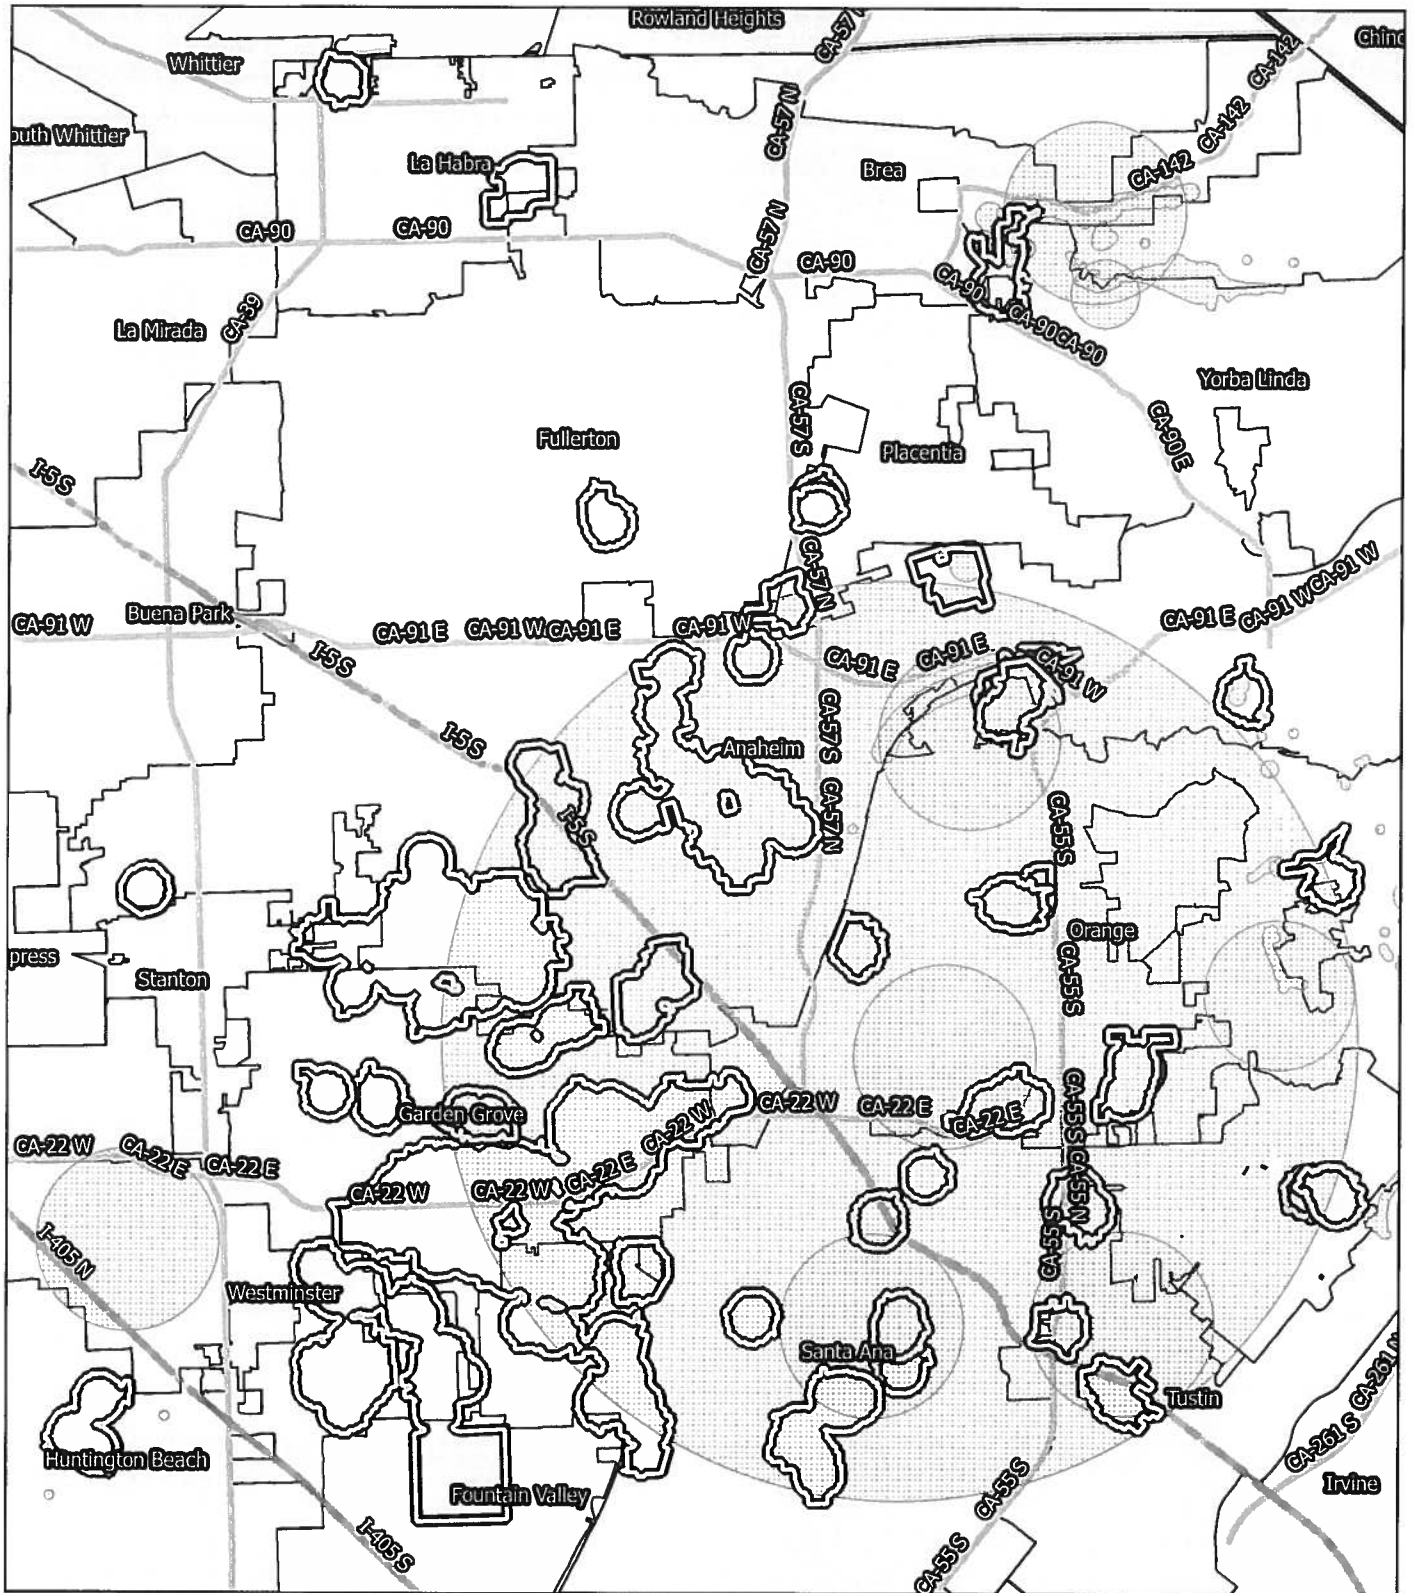 Rowland Heights
CA-57 N
Chino
Whittier
CA-142
CA-142
CA-57 N
outh Whittier
La Habra
Brea
CA-142
CA-90
CA-90
CA-57 N
CA-90
CA-90
La Mirada
CA-39
CA-90
CA-90
Yorba Linda
CA-57 S
CA-90 E
Fullerton
Placentia
I-5 S
CA-57 N
CA-91 W
CA-91 W
Buena Park
CA-91 W
CA-91 E
CA-91 W
CA-91 E
CA-91 W
CA-91 E
CA-91 E
CA-91 E
CA-91 W
I-5 S
I-5 S
Anaheim
CA-57 S
CA-57 N
I-5 S
CA-55 S
Orange
press
Stanton
CA-55 S
Garden Grove
CA-22 W
CA-22 E
CA-22 E
CA-55 S
CA-22 W
CA-22 W
CA-22 E
CA-22 E
CA-22 W
CA-22 W
CA-22 E
CA-55 N
CA-55 S
I-405 N
Westminster
Santa Ana
Tustin
CA-261 N
Huntington Beach
CA-261 S
Fountain Valley
CA-55 S
Irvine
I-405 S
CA-55 S